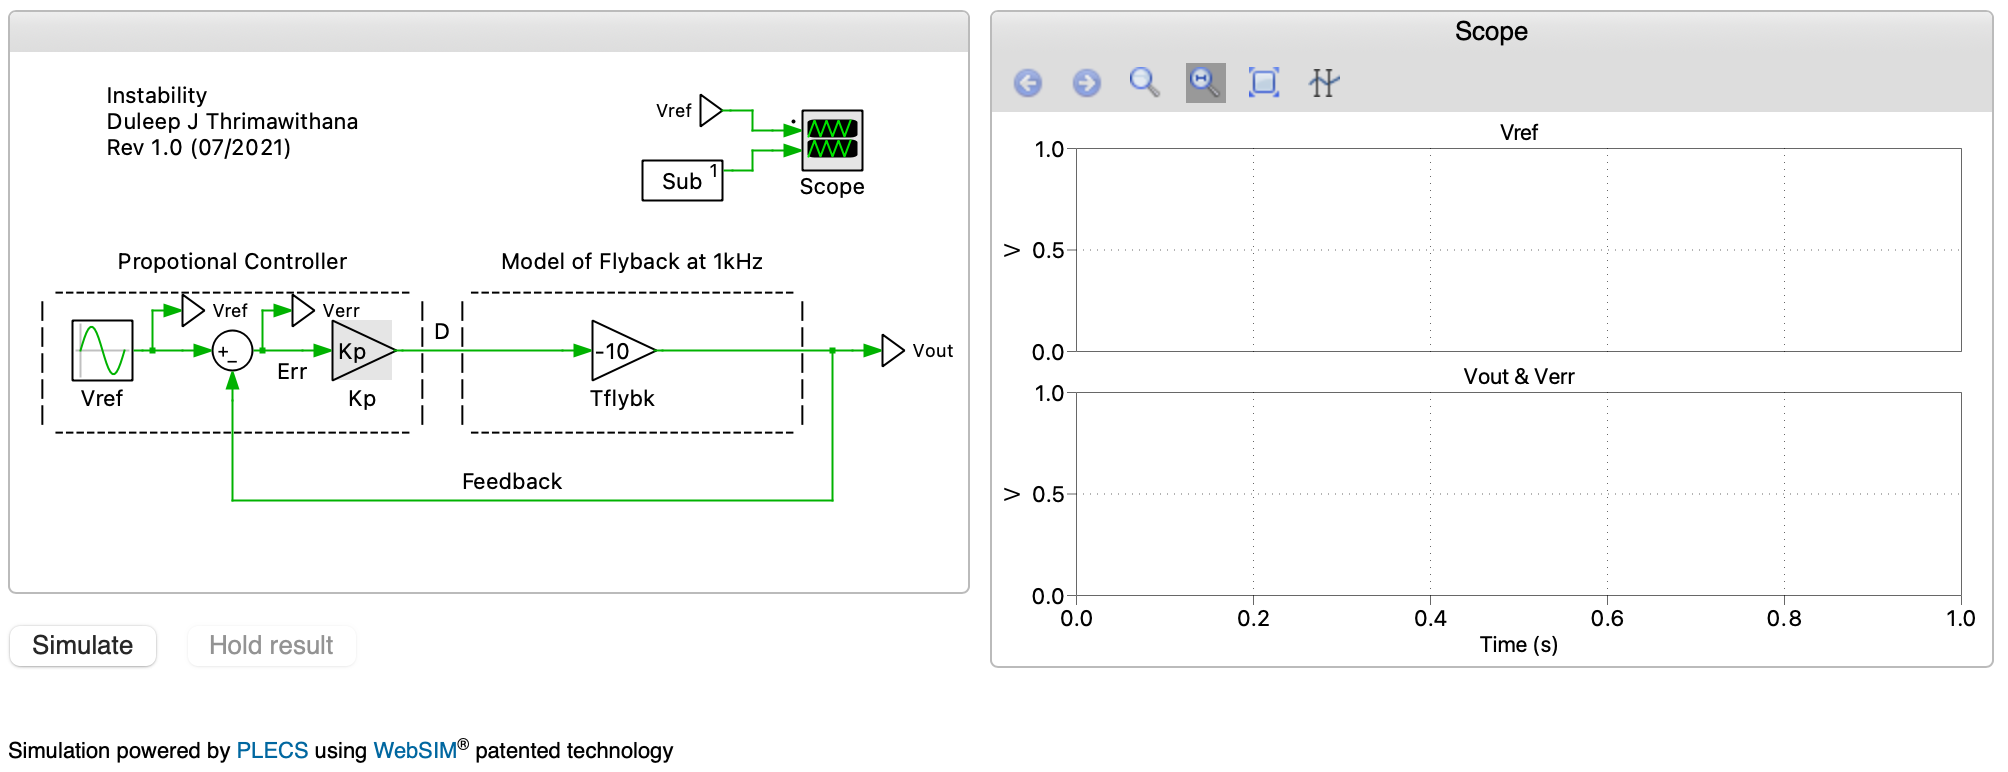 Instability
Duleep J Thrimawithana
Rev 1.0 (07/2021)
Vref
Sub 1
Scope
Propotional Controller
Model of Flyback at 1kHz
Vref
Verr
+
_
Kp
D
-10
Vout
Err
Vref
Kp
Tflybk
Feedback
Simulate
Hold result
Scope
Vref
1.0
V 0.5
0.0
Vout & Verr
1.0
V 0.5
0.0
0.0 0.2 0.4 0.6 0.8 1.0
Time (s)
Simulation powered by PLECS using WebSIM® patented technology